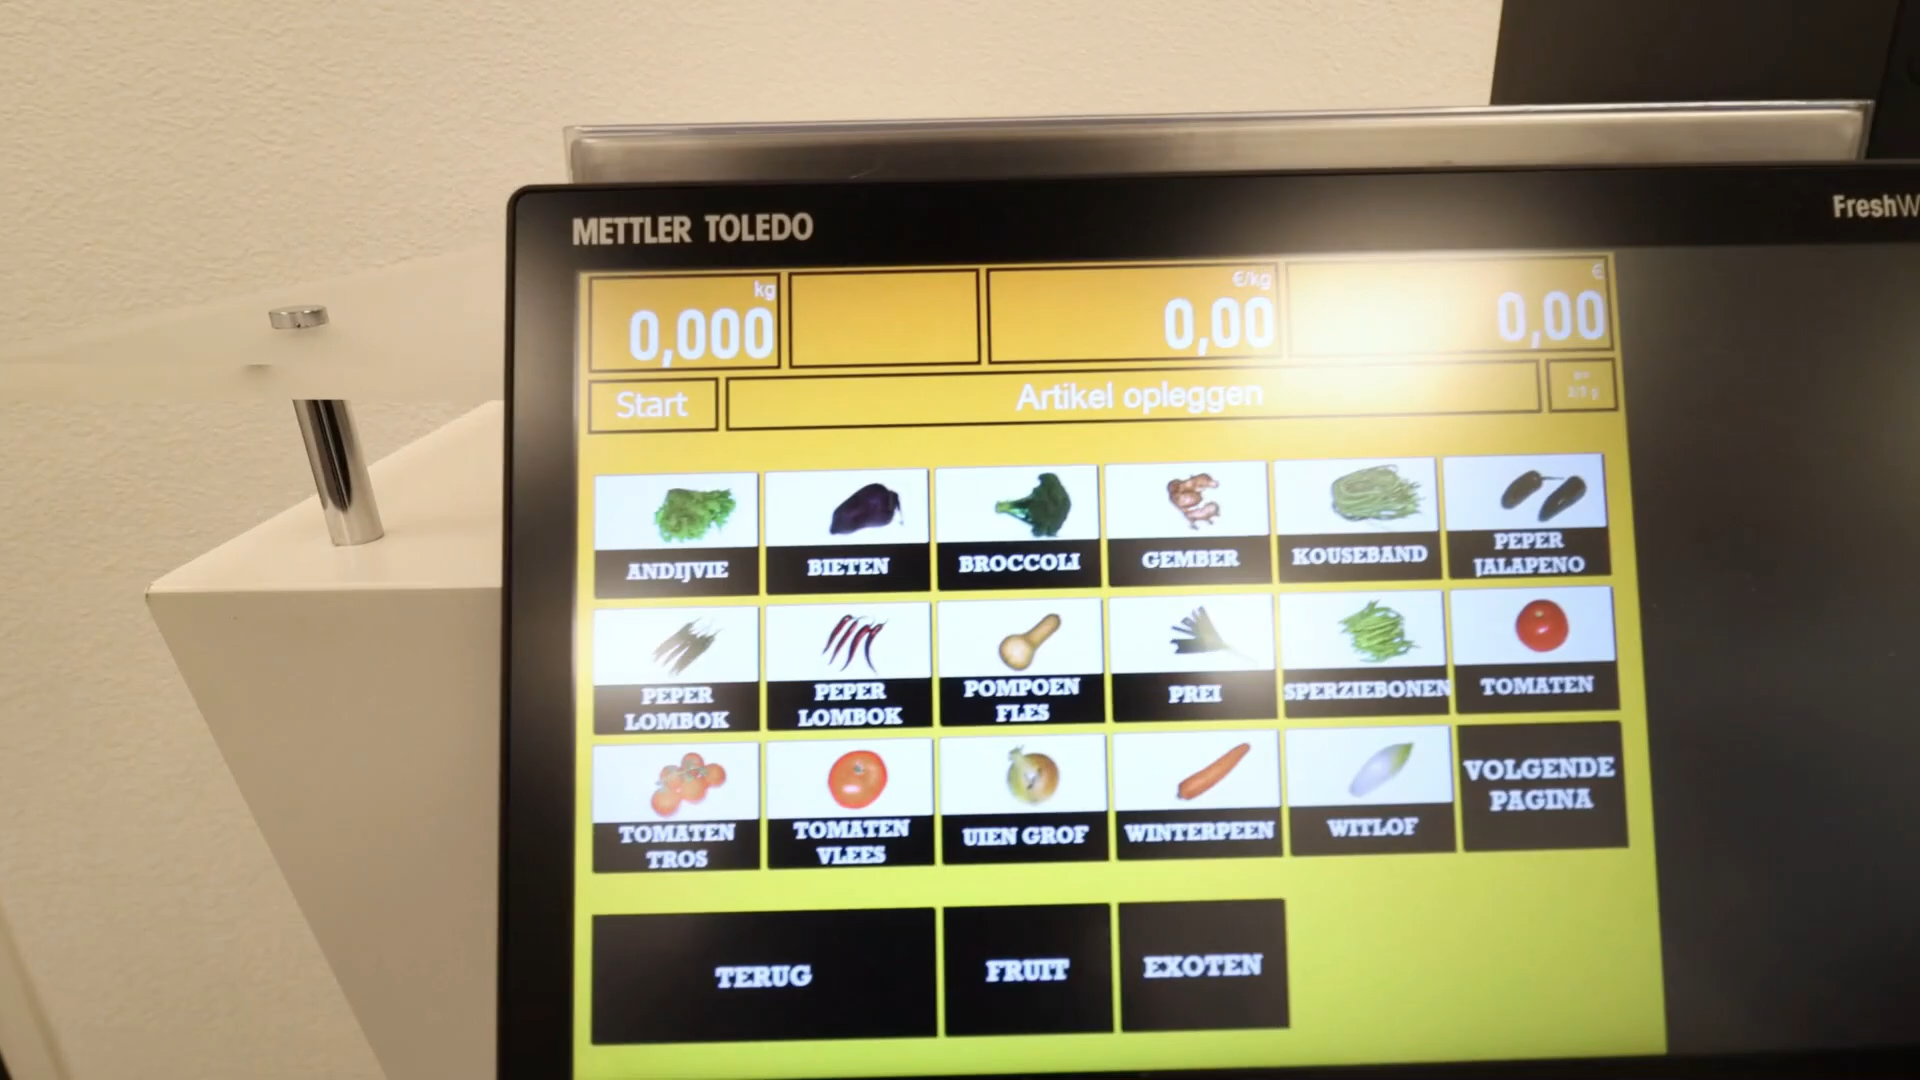 METTLER TOLEDO
FreshW
kg
0,000
€/kg
0,00
€
0,00
Start
Artikel opleggen
ANDIJVIE
BIETEN
BROCCOLI
GEMBER
KOUSEBAND
PEPER
JALAPENO
PEPER
LOMBOK
PEPER
LOMBOK
POMPOEN
FLES
PREI
SPERZIEBONEN
TOMATEN
TOMATEN
TROS
TOMATEN
VLEES
UIEN GROF
WINTERPEEN
WITLOF
VOLGENDE
PAGINA
TERUG
FRUIT
EXOTEN